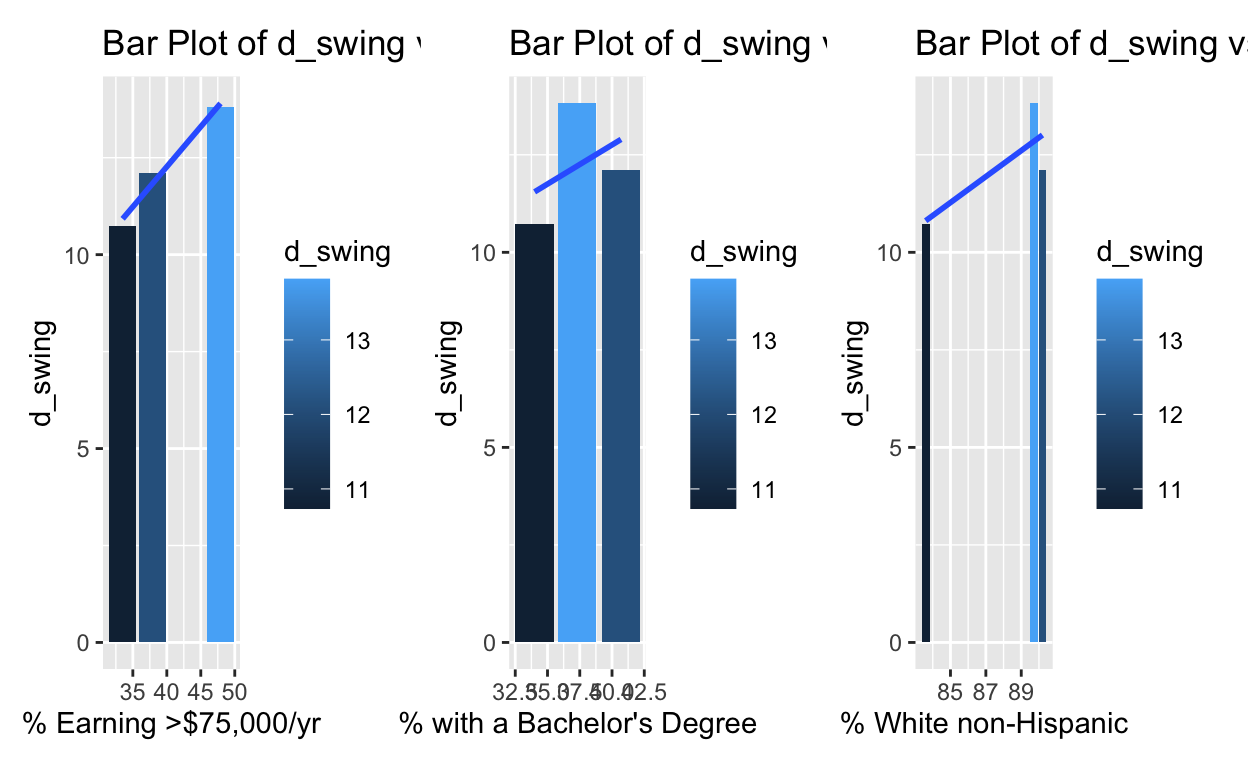 Bar Plot of d_swing
d_swing
10
5
0
35 40 45 50
% Earning >$75,000/yr
d_swing
13
12
11
Bar Plot of d_swing
d_swing
10
5
0
32.5 35.0 37.5 40.0 42.5
% with a Bachelor's Degree
d_swing
13
12
11
Bar Plot of d_swing vs
d_swing
10
5
0
85 87 89
% White non-Hispanic
d_swing
13
12
11